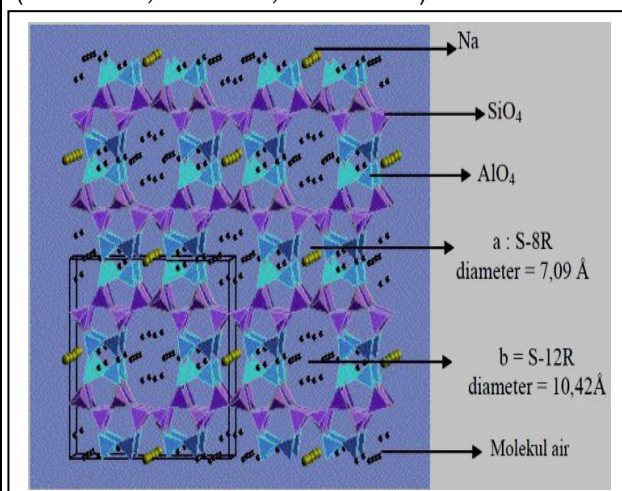 Na
SiO₄
AlO₄
a : S-8R
diameter = 7,09 Å
b = S-12R
diameter = 10,42Å
Molekul air